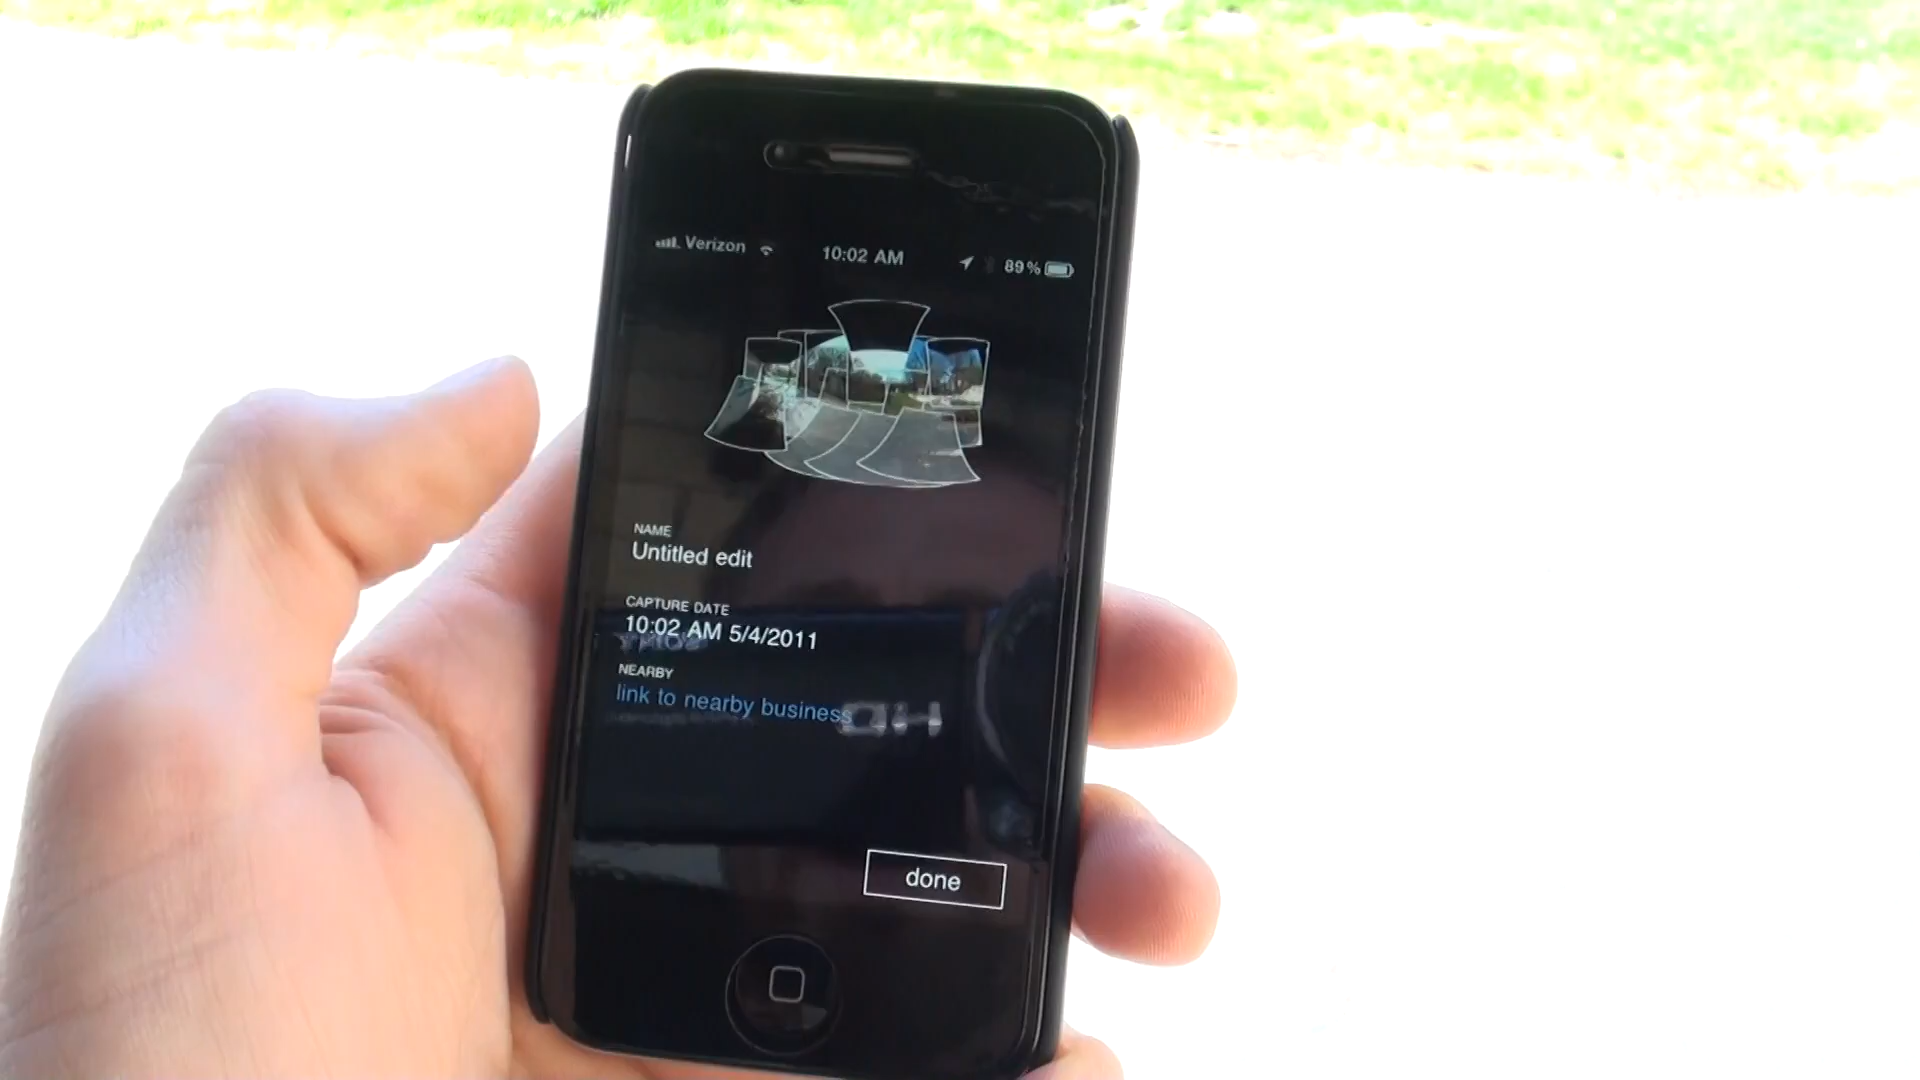 Verizon 10:02 AM 89%
NAME
Untitled edit
CAPTURE DATE
10:02 AM 5/4/2011
NEARBY
link to nearby business
done